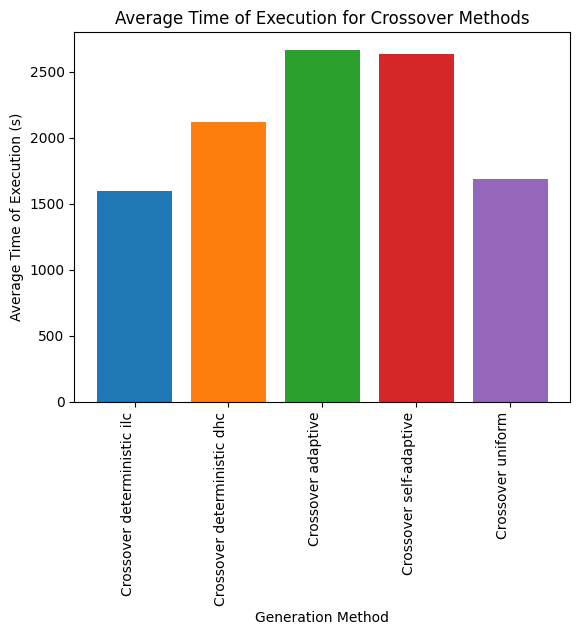 Average Time of Execution for Crossover Methods
Average Time of Execution (s)
2500
2000
1500
1000
500
0
Crossover deterministic ilc
Crossover deterministic dhc
Crossover adaptive
Crossover self-adaptive
Crossover uniform
Generation Method